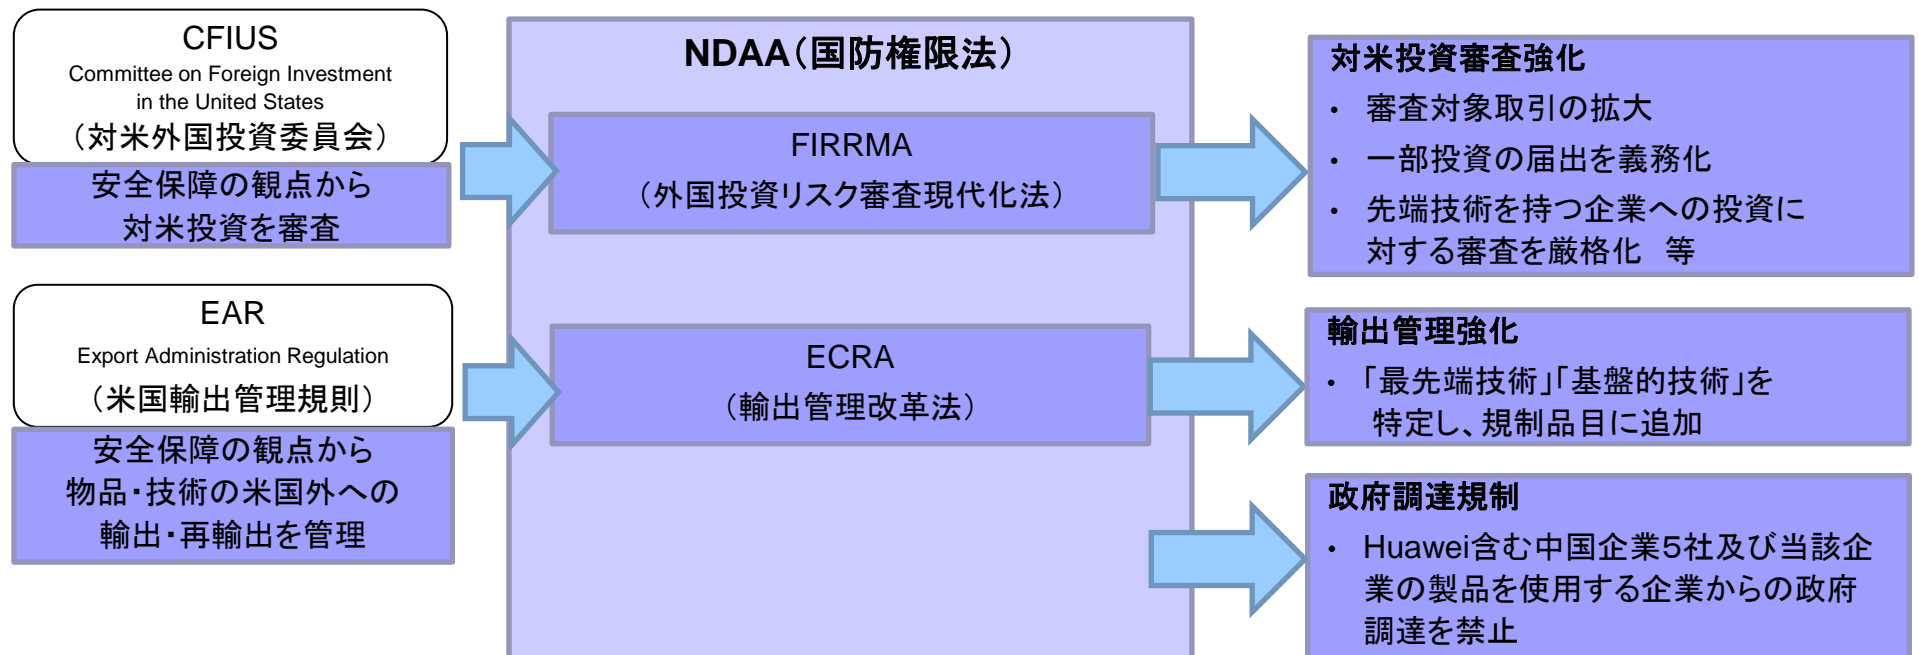 CFIUS
Committee on Foreign Investment
in the United States
（対米外国投資委員会）
安全保障の観点から
対米投資を審査
EAR
Export Administration Regulation
（米国輸出管理規則）
安全保障の観点から
物品・技術の米国外への
輸出・再輸出を管理
NDAA（国防権限法）
FIRRMA
（外国投資リスク審査現代化法）
ECRA
（輸出管理改革法）
対米投資審査強化
・ 審査対象取引の拡大
・ 一部投資の届出を義務化
・ 先端技術を持つ企業への投資に
対する審査を厳格化　等
輸出管理強化
・ 「最先端技術」「基盤的技術」を
特定し、規制品目に追加
政府調達規制
・ Huawei含む中国企業5社及び当該企
業の製品を使用する企業からの政府
調達を禁止